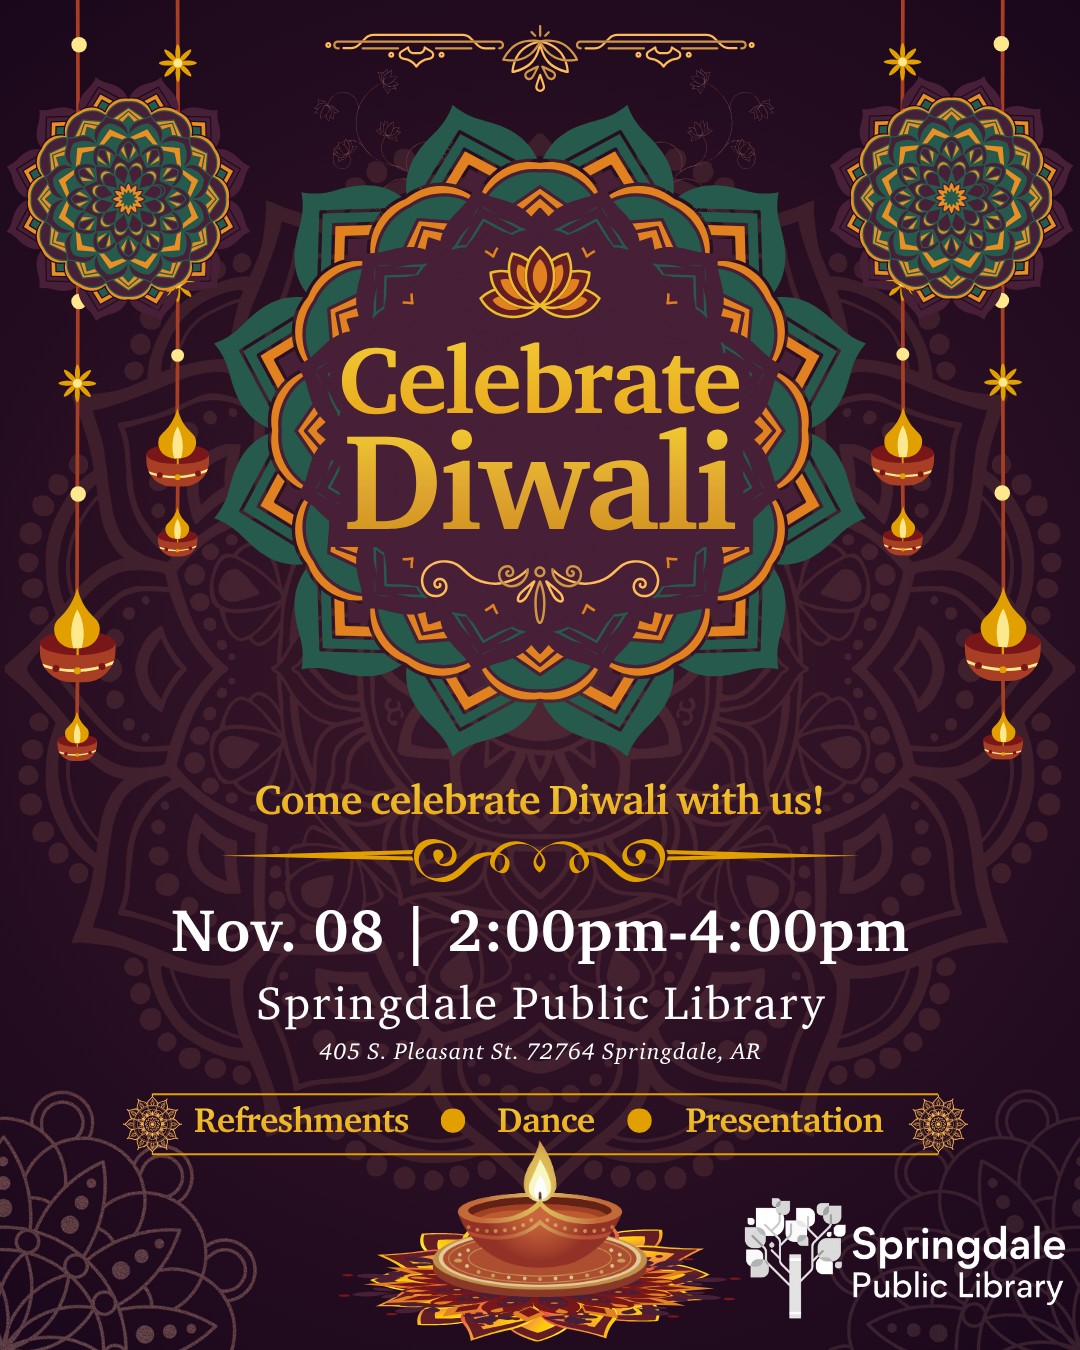 Celebrate
Diwali
Come celebrate Diwali with us!
Nov. 08 | 2:00pm-4:00pm
Springdale Public Library
405 S. Pleasant St. 72764 Springdale, AR
Refreshments ● Dance ● Presentation
Springdale
Public Library